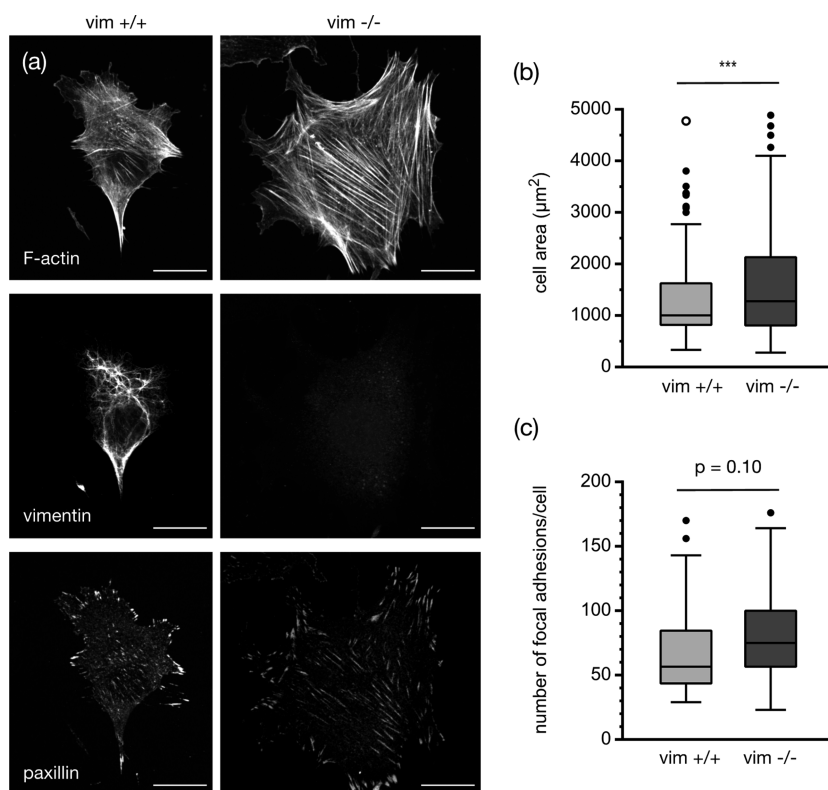 vim +/+
vim -/-
(a)
F-actin
vimentin
paxillin
(b)
***
5000
4000
3000
2000
1000
0
cell area (µm²)
vim +/+
vim -/-
(c)
p = 0.10
200
150
100
50
0
number of focal adhesions/cell
vim +/+
vim -/-